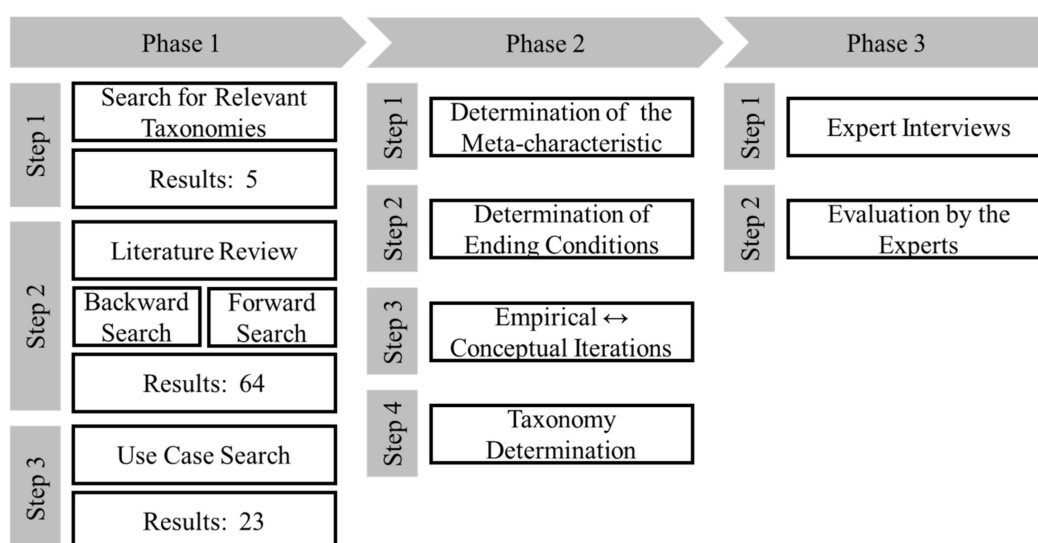 Phase 1
Step 1
Search for Relevant
Taxonomies
Results: 5
Step 2
Literature Review
Backward
Search
Forward
Search
Results: 64
Step 3
Use Case Search
Results: 23
Phase 2
Step 1
Determination of the
Meta-characteristic
Step 2
Determination of
Ending Conditions
Step 3
Empirical ↔
Conceptual Iterations
Step 4
Taxonomy
Determination
Phase 3
Step 1
Expert Interviews
Step 2
Evaluation by the
Experts